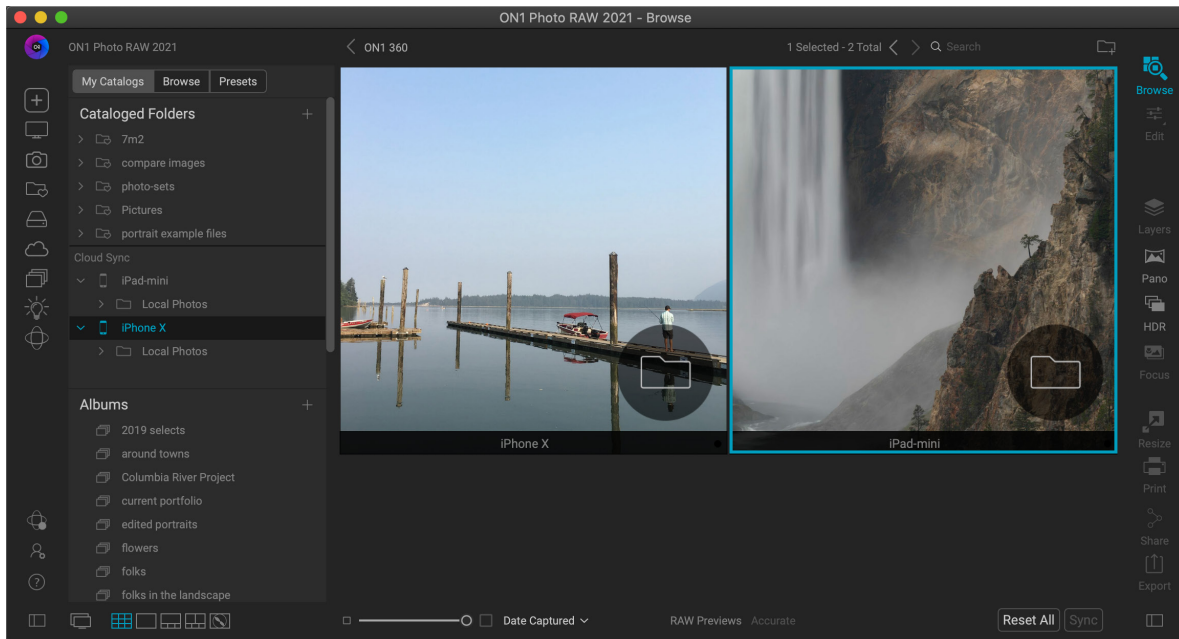 ON1 Photo RAW 2021 - Browse
ON1 Photo RAW 2021
ON1 360
1 Selected - 2 Total
Search
My Catalogs
Browse
Presets
Cataloged Folders
7m2
compare images
photo-sets
Pictures
portrait example files
Cloud Sync
iPad-mini
Local Photos
iPhone X
Local Photos
Albums
2019 selects
around towns
Columbia River Project
current portfolio
edited portraits
flowers
folks
folks in the landscape
iPhone X
iPad-mini
Browse
Edit
Layers
Pano
HDR
Focus
Resize
Print
Share
Export
Date Captured
RAW Previews Accurate
Reset All
Sync